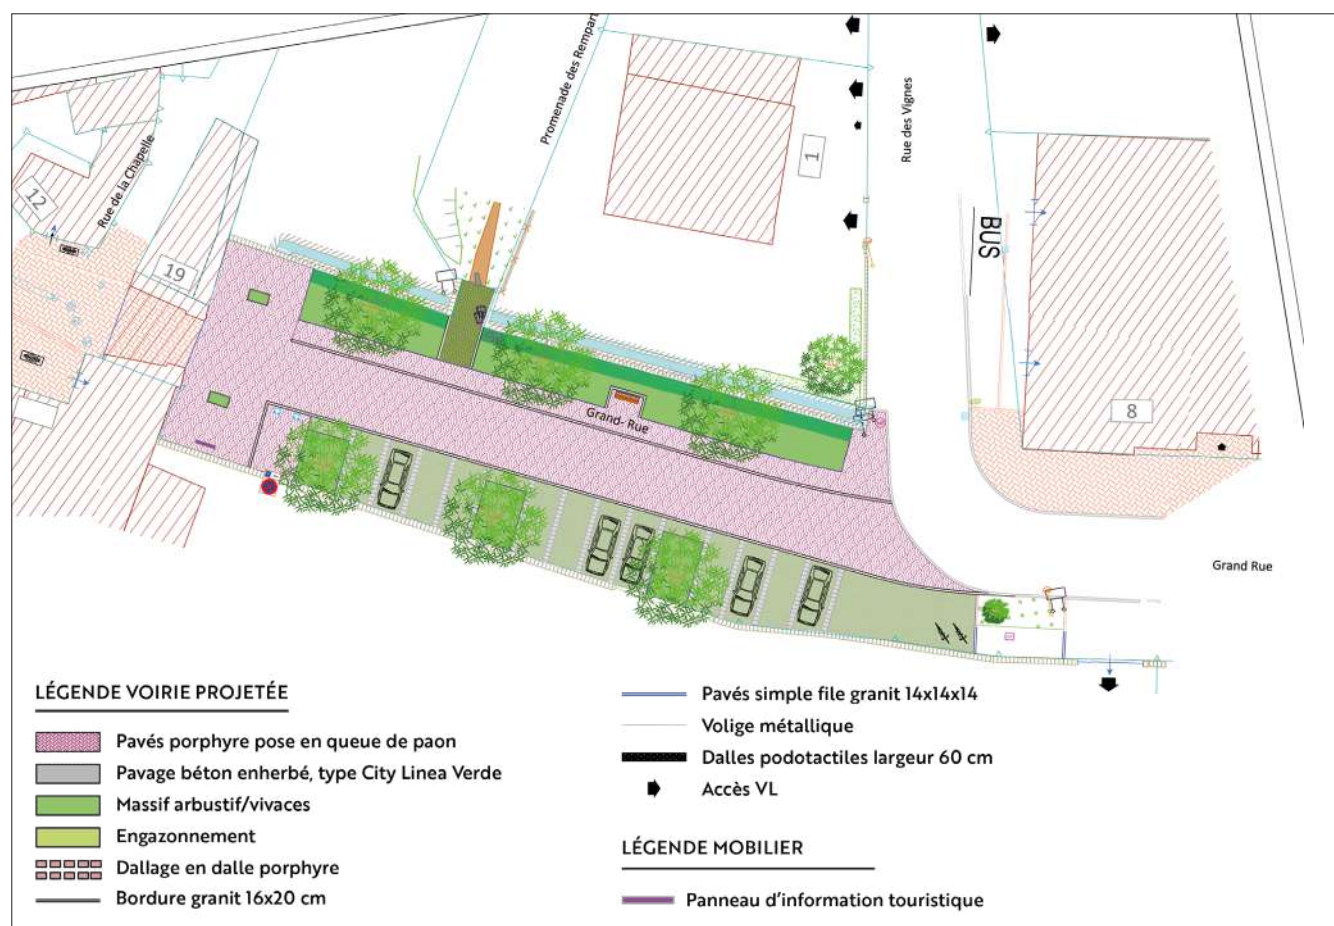 Promenade des Rempart
Rue des Vignes
Rue de la Chapelle
12
19
1
BUS
8
Grand- Rue
Grand Rue
LÉGENDE VOIRIE PROJETÉE
Pavés porphyre pose en queue de paon
Pavage béton enherbé, type City Linea Verde
Massif arbustif/vivaces
Engazonnement
Dallage en dalle porphyre
Bordure granit 16x20 cm
Pavés simple file granit 14x14x14
Volige métallique
Dalles podotactiles largeur 60 cm
Accès VL
LÉGENDE MOBILIER
Panneau d'information touristique